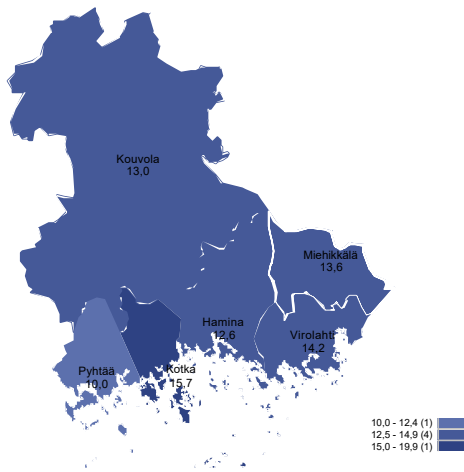 Kouvola
13,0
Miehikkälä
13,6
Hamina
12,6
Virolahti
14,2
Pyhtää
10,0
Kotka
15,7
10,0 - 12,4 (1)
12,5 - 14,9 (4)
15,0 - 19,9 (1)